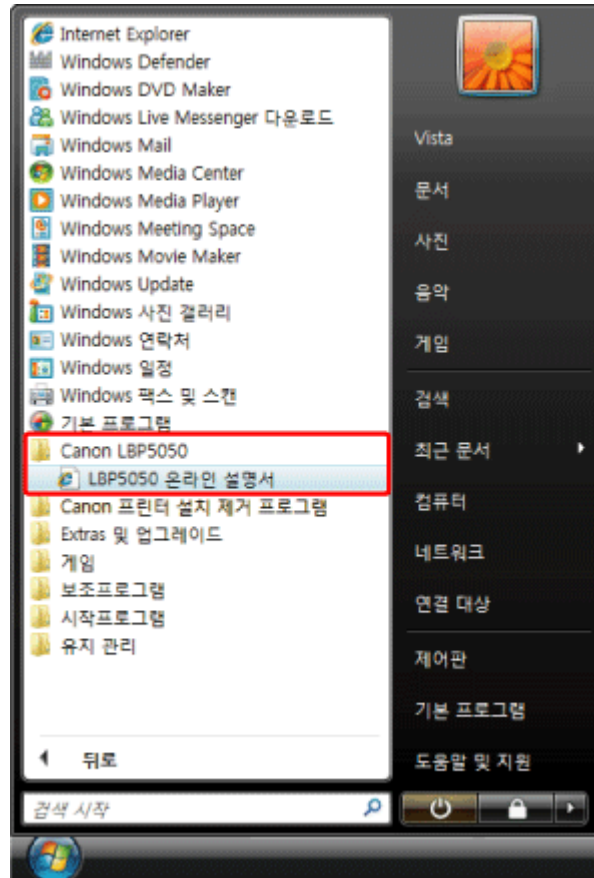 Internet Explorer
Windows Defender
Windows DVD Maker
Windows Live Messenger 다운로드
Windows Mail
Windows Media Center
Windows Media Player
Windows Meeting Space
Windows Movie Maker
Windows Update
Windows 사진 갤러리
Windows 연락처
Windows 일정
Windows 팩스 및 스캔
기본 프로그램
Canon LBP5050
LBP5050 온라인 설명서
Canon 프린터 설치 제거 프로그램
Extras 및 업그레이드
게임
보조프로그램
시작프로그램
유지 관리
뒤로
검색 시작
Vista
문서
사진
음악
게임
검색
최근 문서
컴퓨터
네트워크
연결 대상
제어판
기본 프로그램
도움말 및 지원